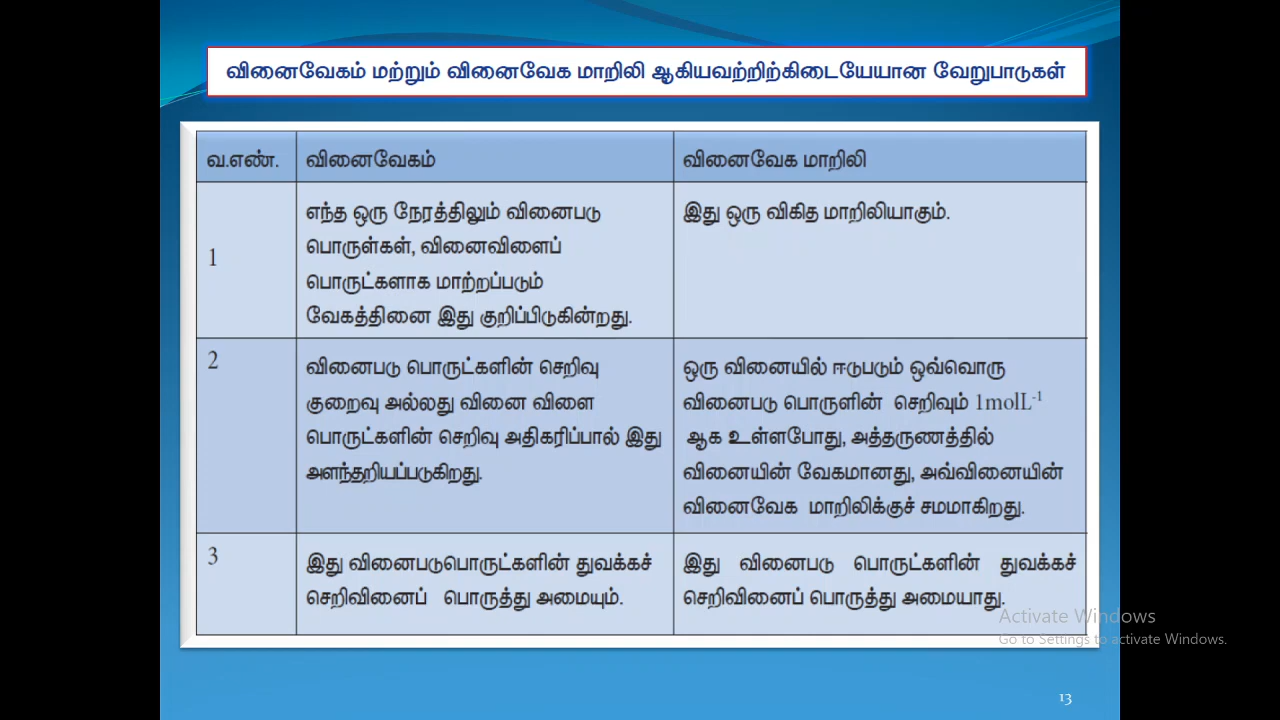 வினைவேகம் மற்றும் வினைவேக மாறிலி ஆகியவற்றிற்கிடையேயான வேறுபாடுகள்
வ.எண். வினைவேகம் வினைவேக மாறிலி
1
எந்த ஒரு நேரத்திலும் வினைபடு
பொருள்கள், வினைவிளைப்
பொருட்களாக மாற்றப்படும்
வேகத்தினை இது குறிப்பிடுகின்றது.
இது ஒரு விகித மாறிலியாகும்.
2
வினைபடு பொருட்களின் செறிவு
குறைவு அல்லது வினை விளை
பொருட்களின் செறிவு அதிகரிப்பால் இது
அளந்தறியப்படுகிறது.
ஒரு வினையில் ஈடுபடும் ஒவ்வொரு
வினைபடு பொருளின் செறிவும் 1molL⁻¹
ஆக உள்ளபோது, அத்தருணத்தில்
வினையின் வேகமானது, அவ்வினையின்
வினைவேக மாறிலிக்குச் சமமாகிறது.
3
இது வினைபடுபொருட்களின் துவக்கச்
செறிவினைப் பொருத்து அமையும்.
இது வினைபடு பொருட்களின் துவக்கச்
செறிவினைப் பொருத்து அமையாது.
Activate Windows
Go to Settings to activate Windows.
13